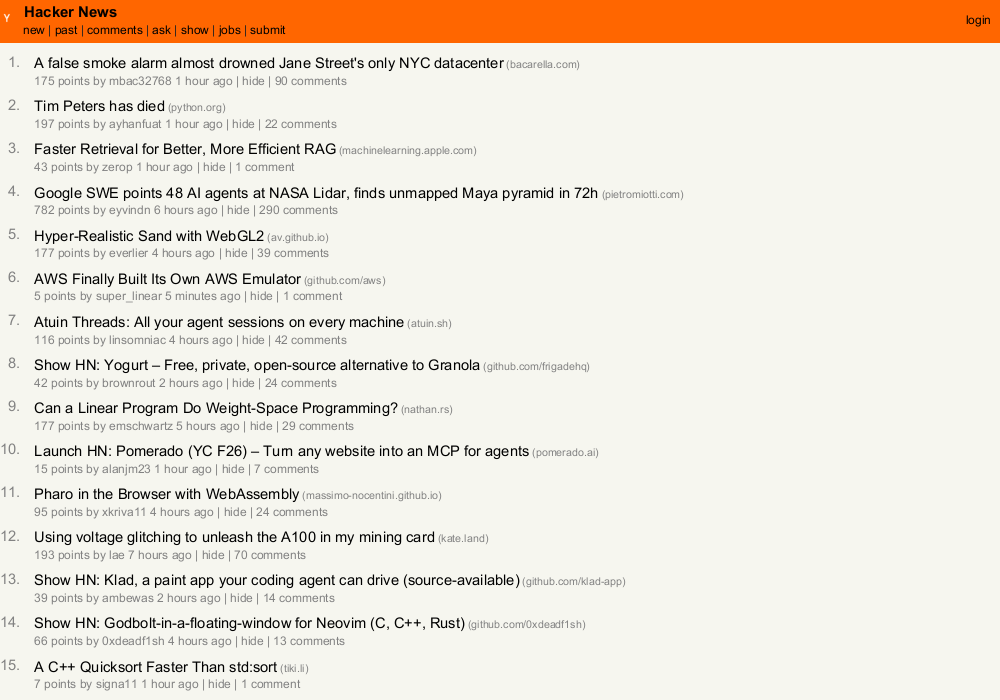 Y Hacker News
new | past | comments | ask | show | jobs | submit
login
1. A false smoke alarm almost drowned Jane Street's only NYC datacenter (bacarella.com)
175 points by mbac32768 1 hour ago | hide | 90 comments
2. Tim Peters has died (python.org)
197 points by ayhanfuat 1 hour ago | hide | 22 comments
3. Faster Retrieval for Better, More Efficient RAG (machinelearning.apple.com)
43 points by zerop 1 hour ago | hide | 1 comment
4. Google SWE points 48 AI agents at NASA Lidar, finds unmapped Maya pyramid in 72h (pietromiotti.com)
782 points by eyvindn 6 hours ago | hide | 290 comments
5. Hyper-Realistic Sand with WebGL2 (av.github.io)
177 points by everlier 4 hours ago | hide | 39 comments
6. AWS Finally Built Its Own AWS Emulator (github.com/aws)
5 points by super_linear 5 minutes ago | hide | 1 comment
7. Atuin Threads: All your agent sessions on every machine (atuin.sh)
116 points by linsomniac 4 hours ago | hide | 42 comments
8. Show HN: Yogurt – Free, private, open-source alternative to Granola (github.com/frigadehq)
42 points by brownrout 2 hours ago | hide | 24 comments
9. Can a Linear Program Do Weight-Space Programming? (nathan.rs)
177 points by emschwartz 5 hours ago | hide | 29 comments
10. Launch HN: Pomerado (YC F26) – Turn any website into an MCP for agents (pomerado.ai)
15 points by alanjm23 1 hour ago | hide | 7 comments
11. Pharo in the Browser with WebAssembly (massimo-nocentini.github.io)
95 points by xkriva11 4 hours ago | hide | 24 comments
12. Using voltage glitching to unleash the A100 in my mining card (kate.land)
193 points by lae 7 hours ago | hide | 70 comments
13. Show HN: Klad, a paint app your coding agent can drive (source-available) (github.com/klad-app)
39 points by ambewas 2 hours ago | hide | 14 comments
14. Show HN: Godbolt-in-a-floating-window for Neovim (C, C++, Rust) (github.com/0xdeadf1sh)
66 points by 0xdeadf1sh 4 hours ago | hide | 13 comments
15. A C++ Quicksort Faster Than std:sort (tiki.li)
7 points by signa11 1 hour ago | hide | 1 comment